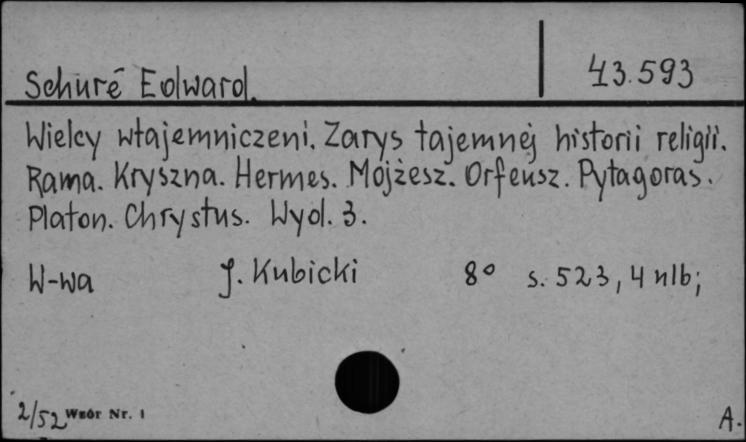 Schuré Edward. 43.593
Wielcy wtajemniczeni. Zarys tajemnej historii religii.
Rama. Kryszna. Hermes. Mojżesz. Orfeusz. Pytagoras.
Platon. Chrystus. Wyd. 3.
W-wa J. Kubicki 8° s. 523, 4 nlb;
2/52 Wzór Nr. 1 A.